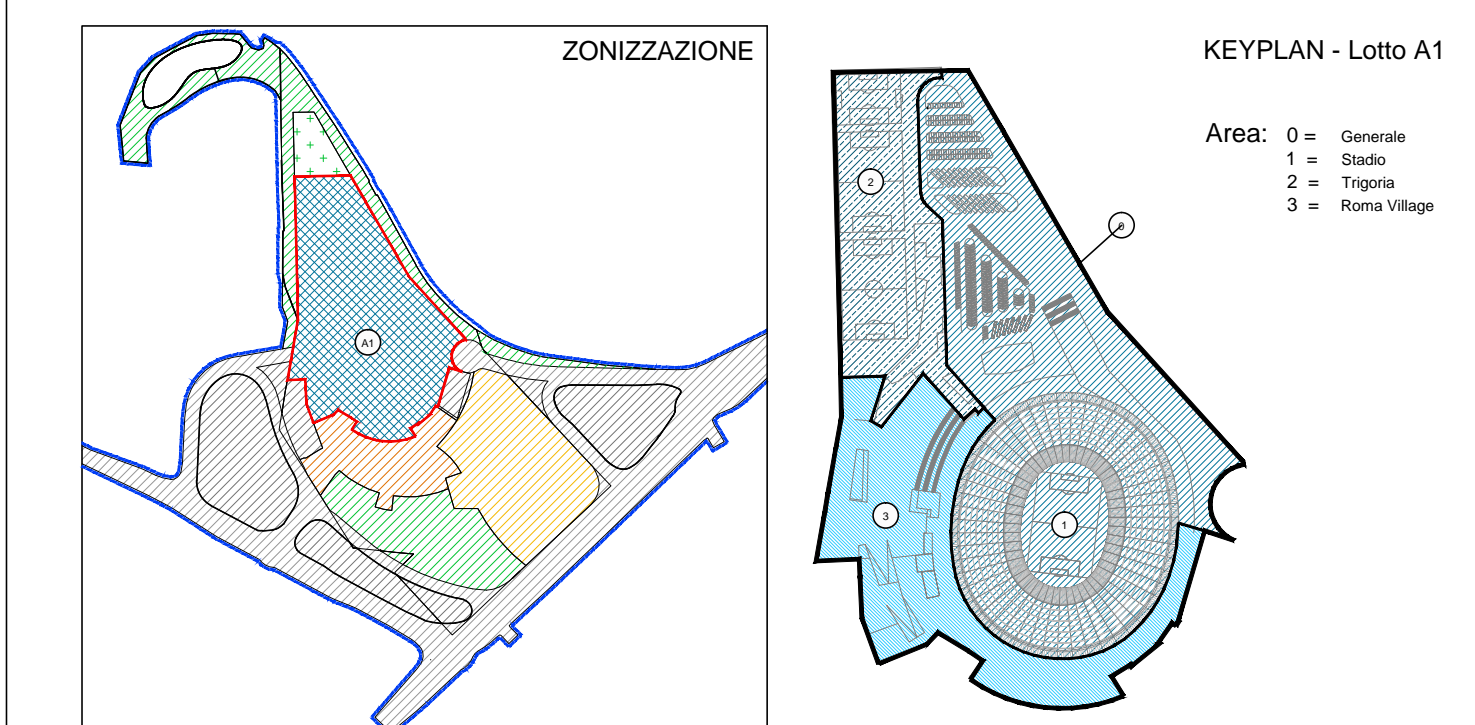 ZONIZZAZIONE
A1
KEYPLAN - Lotto A1
Area:
0 = Generale
1 = Stadio
2 = Trigoria
3 = Roma Village
2
0
3
1